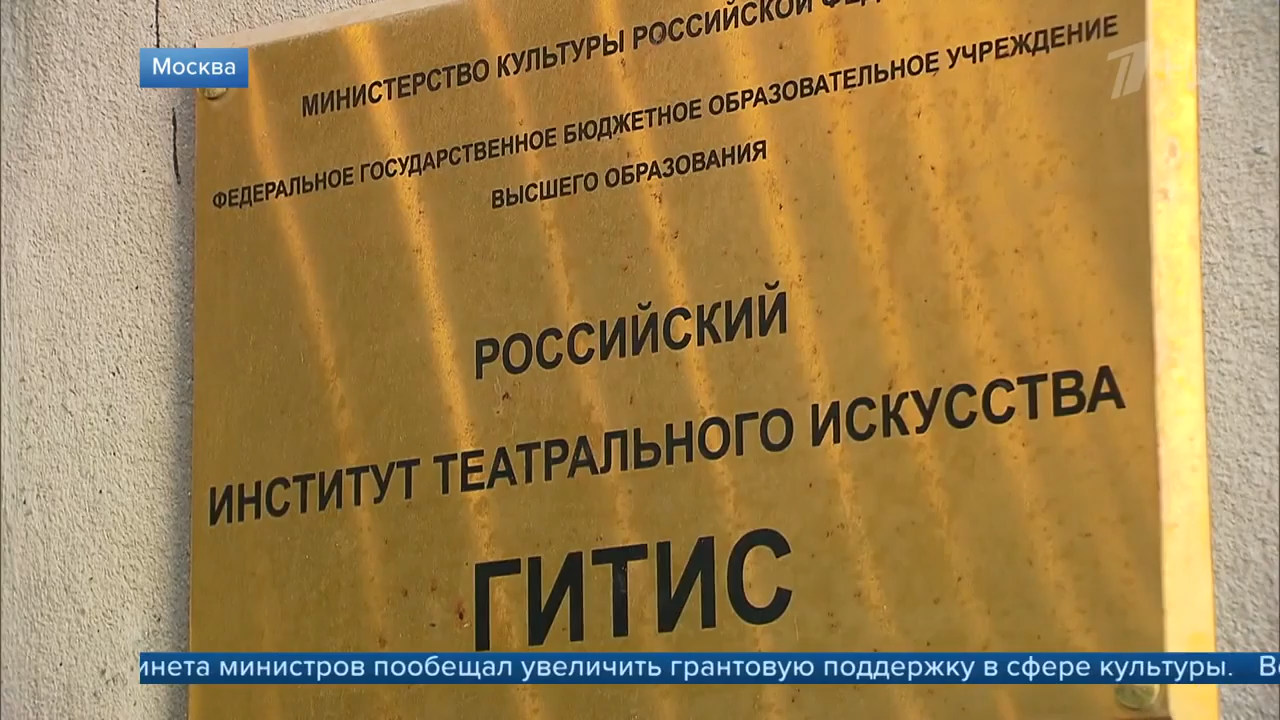 Москва
МИНИСТЕРСТВО КУЛЬТУРЫ РОССИЙСКОЙ
ФЕДЕРАЛЬНОЕ ГОСУДАРСТВЕННОЕ БЮДЖЕТНОЕ ОБРАЗОВАТЕЛЬНОЕ УЧРЕЖДЕНИЕ
ВЫСШЕГО ОБРАЗОВАНИЯ
РОССИЙСКИЙ
ИНСТИТУТ ТЕАТРАЛЬНОГО ИСКУССТВА
ГИТИС
министров пообещал увеличить грантовую поддержку в сфере культуры.